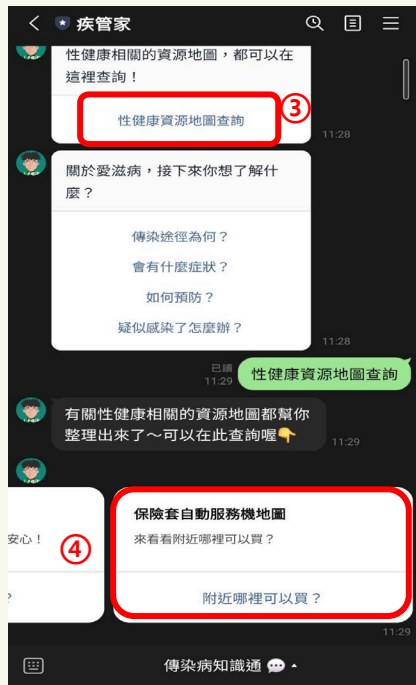 疾管家
性健康相關的資源地圖，都可以在
這裡查詢！
性健康資源地圖查詢
③
11:28
關於愛滋病，接下來你想了解什
麼？
傳染途徑為何？
會有什麼症狀？
如何預防？
疑似感染了怎麼辦？
11:28
已讀
11:29
性健康資源地圖查詢
有關性健康相關的資源地圖都幫你
整理出來了～可以在此查詢喔👇
11:29
安心！
？
④
保險套自動服務機地圖
來看看附近哪裡可以買？
附近哪裡可以買？
11:29
傳染病知識通 💬 ▴